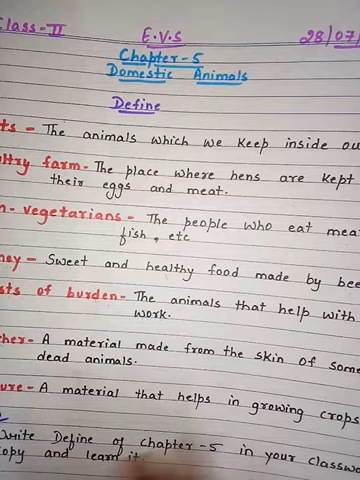 Class-II E.V.S 28/07/
Chapter-5
Domestic Animals
Define
ts - The animals which we keep inside ou
ltry farm - The place where hens are kept
their eggs and meat.
n - vegetarians - The people who eat meat
fish, etc
ney - Sweet and healthy food made by bee
sts of burden - The animals that help with
work.
ther - A material made from the skin of some
dead animals.
ure - A material that helps in growing crops
Write Define of chapter-5 in your classwo
copy and learn it.